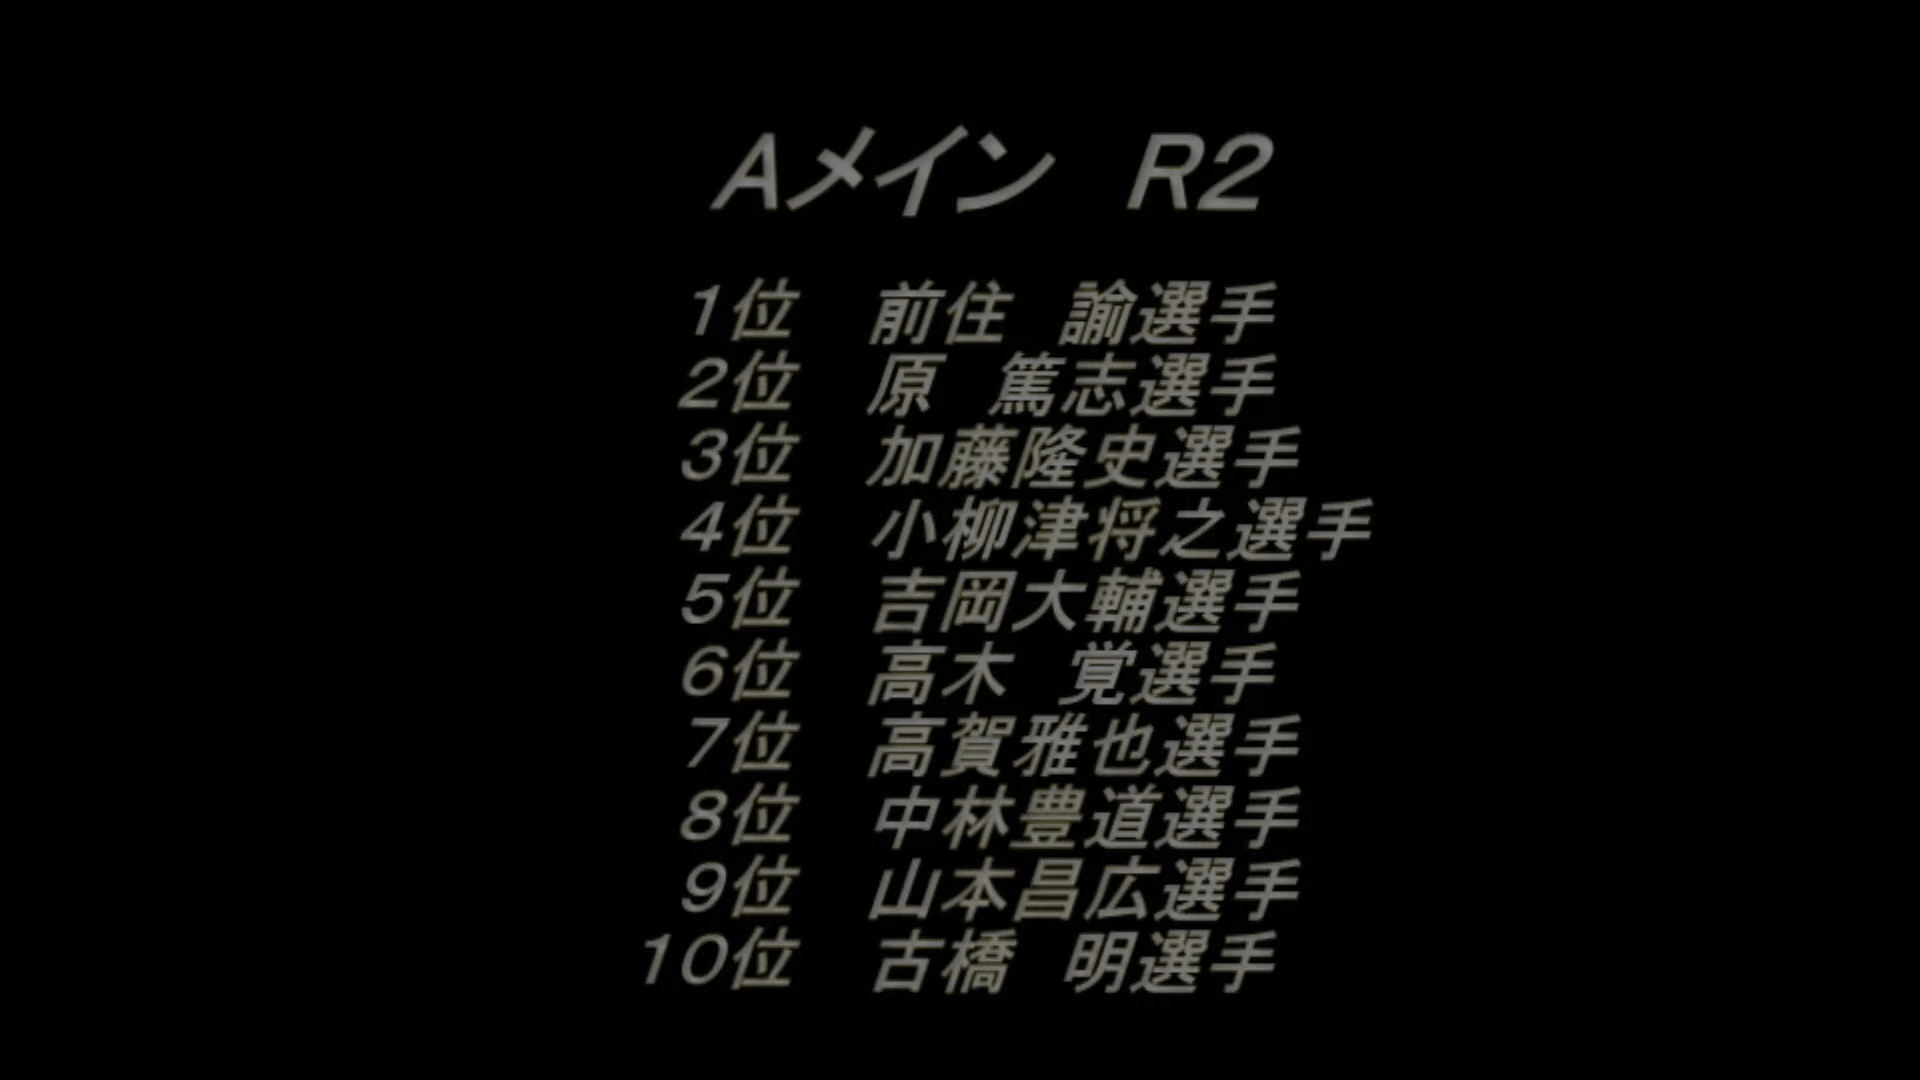 Aメイン　R2
1位　前住　諭選手
2位　原　篤志選手
3位　加藤隆史選手
4位　小柳津将之選手
5位　吉岡大輔選手
6位　高木　覚選手
7位　高賀雅也選手
8位　中林豊道選手
9位　山本昌広選手
10位　古橋　明選手